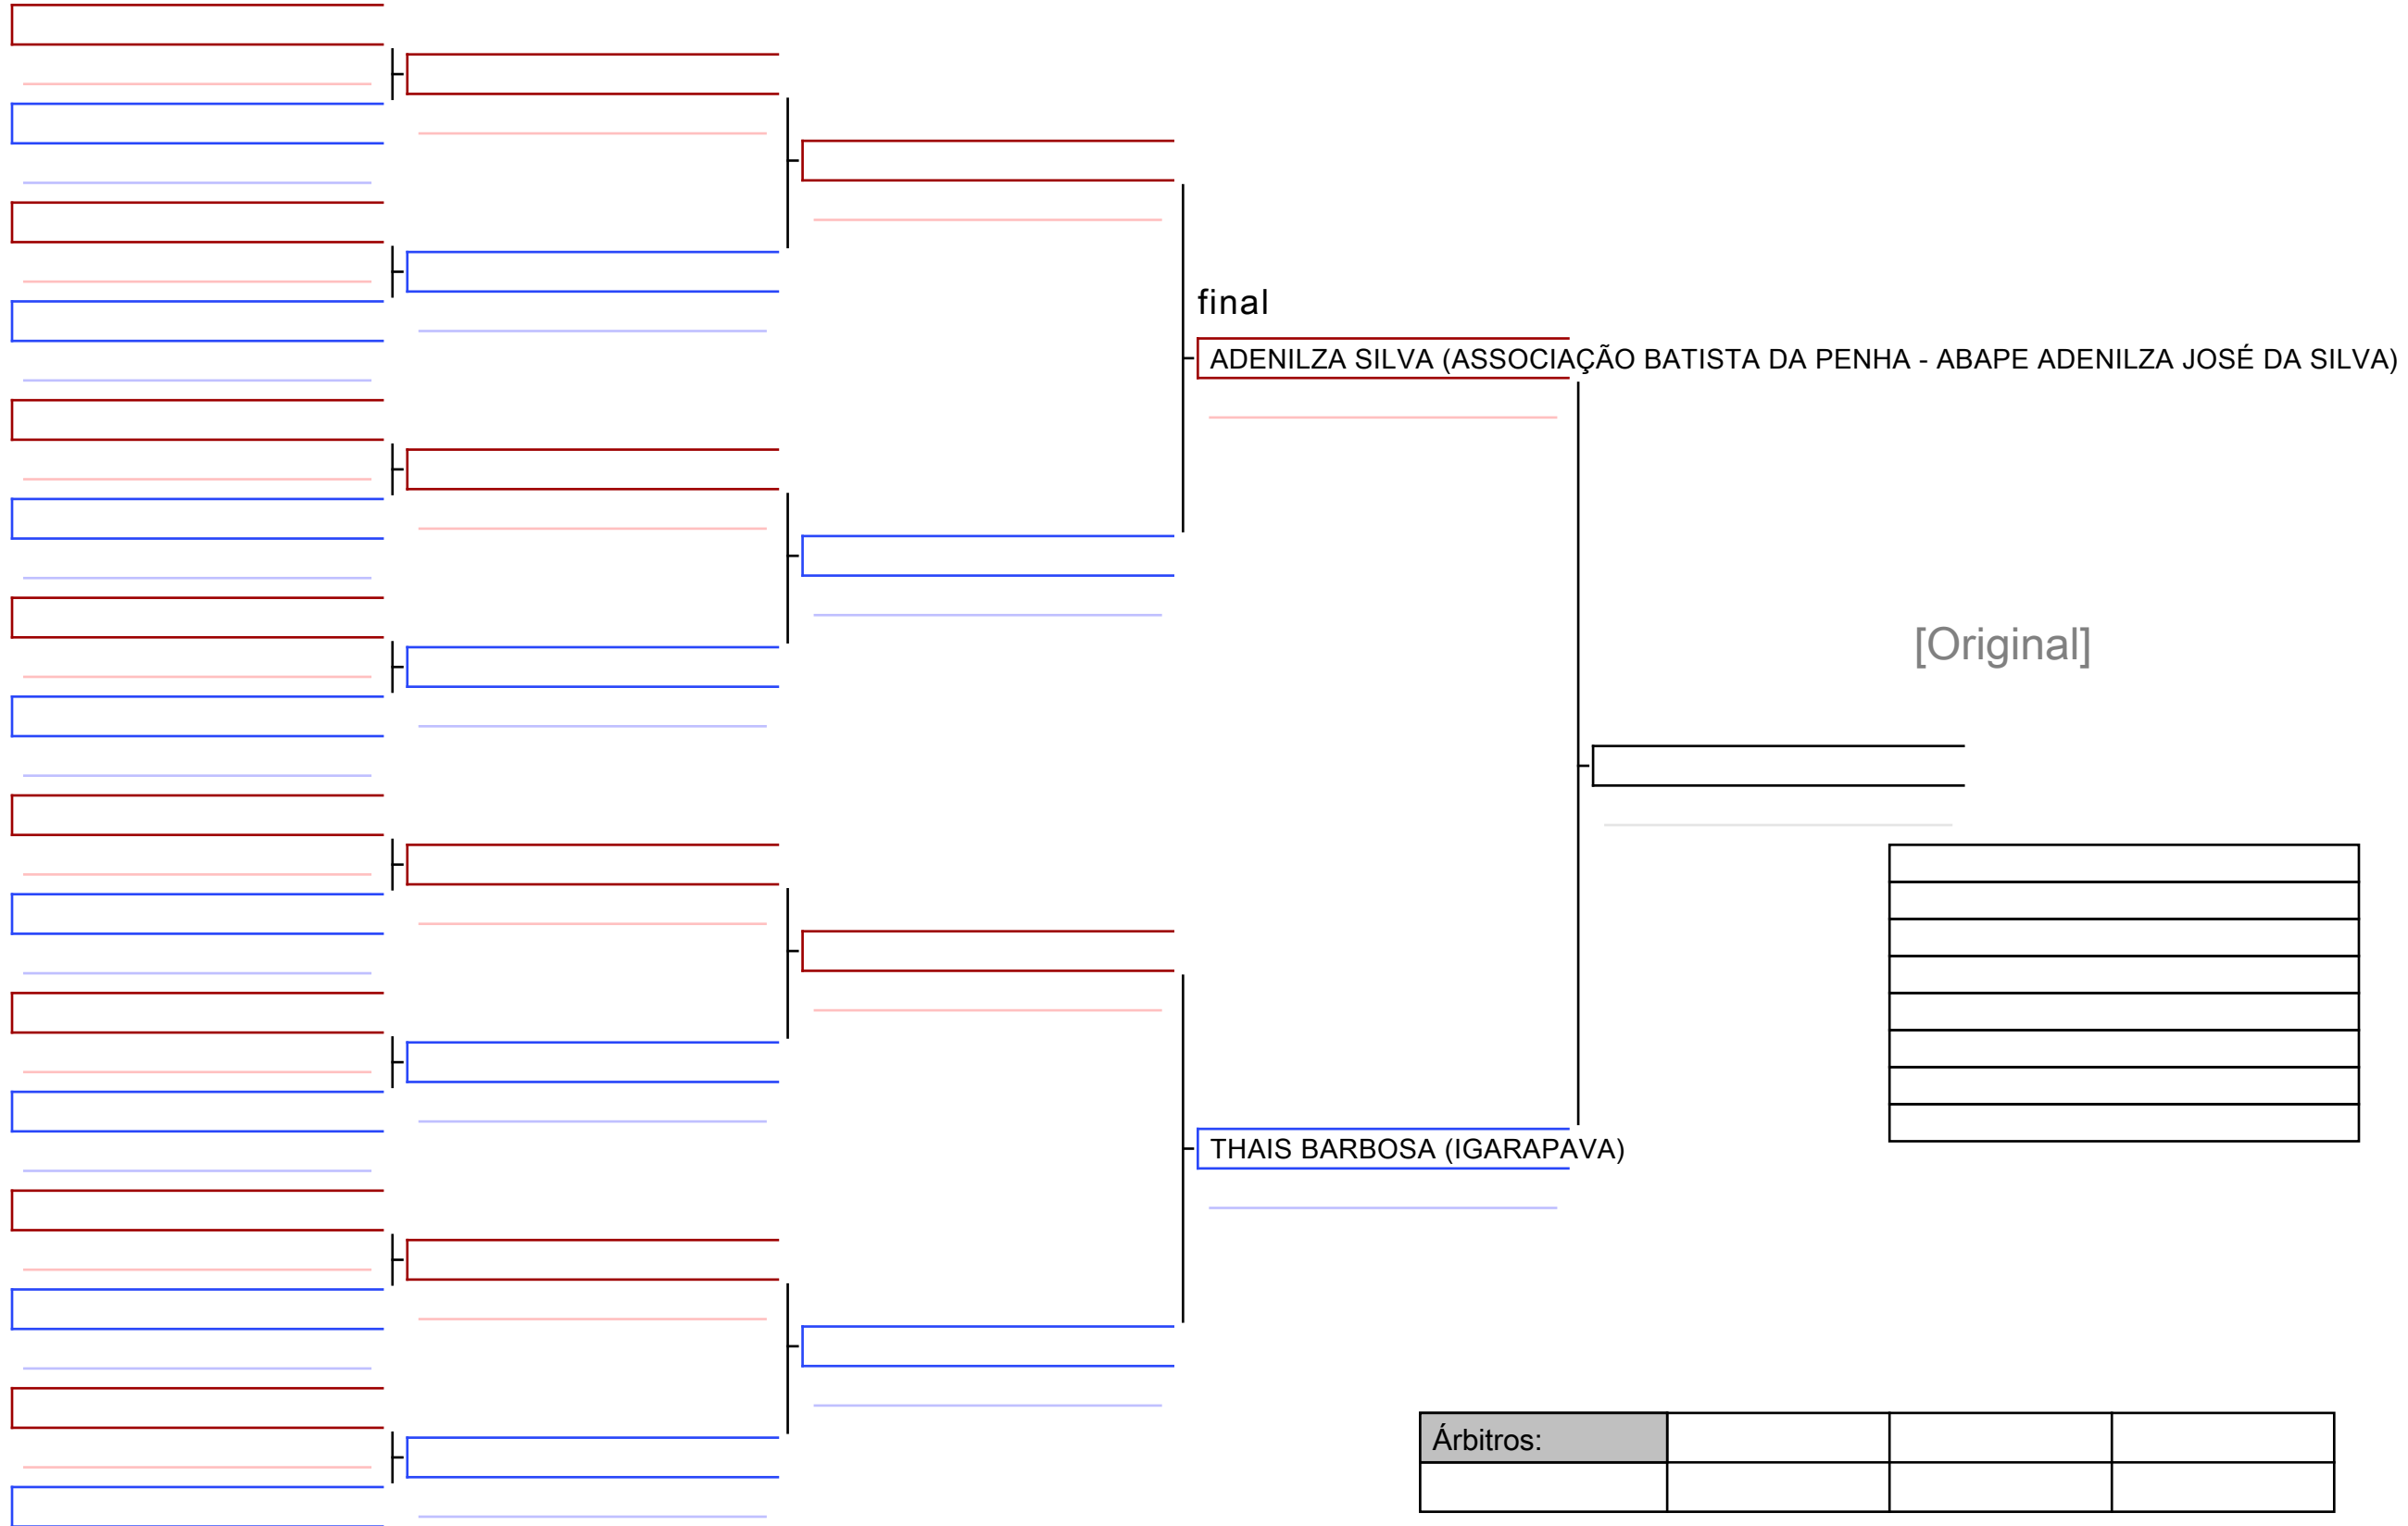 final
ADENILZA SILVA (ASSOCIAÇÃO BATISTA DA PENHA - ABAPE ADENILZA JOSÉ DA SILVA)
[Original]
THAIS BARBOSA (IGARAPAVA)
Árbitros: